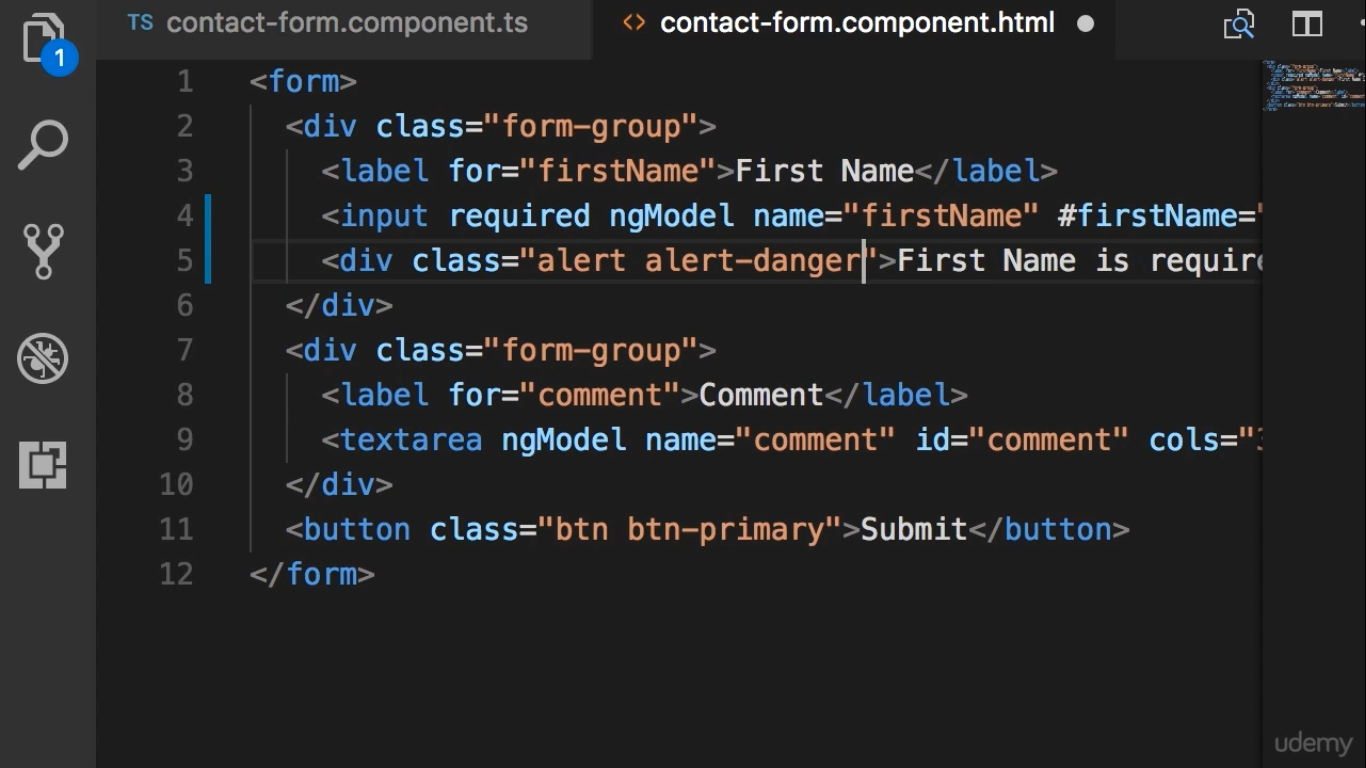 TS contact-form.component.ts <> contact-form.component.html
1
1 <form>
2 <div class="form-group">
3 <label for="firstName">First Name</label>
4 <input required ngModel name="firstName" #firstName="
5 <div class="alert alert-danger">First Name is require
6 </div>
7 <div class="form-group">
8 <label for="comment">Comment</label>
9 <textarea ngModel name="comment" id="comment" cols="3
10 </div>
11 <button class="btn btn-primary">Submit</button>
12 </form>
udemy